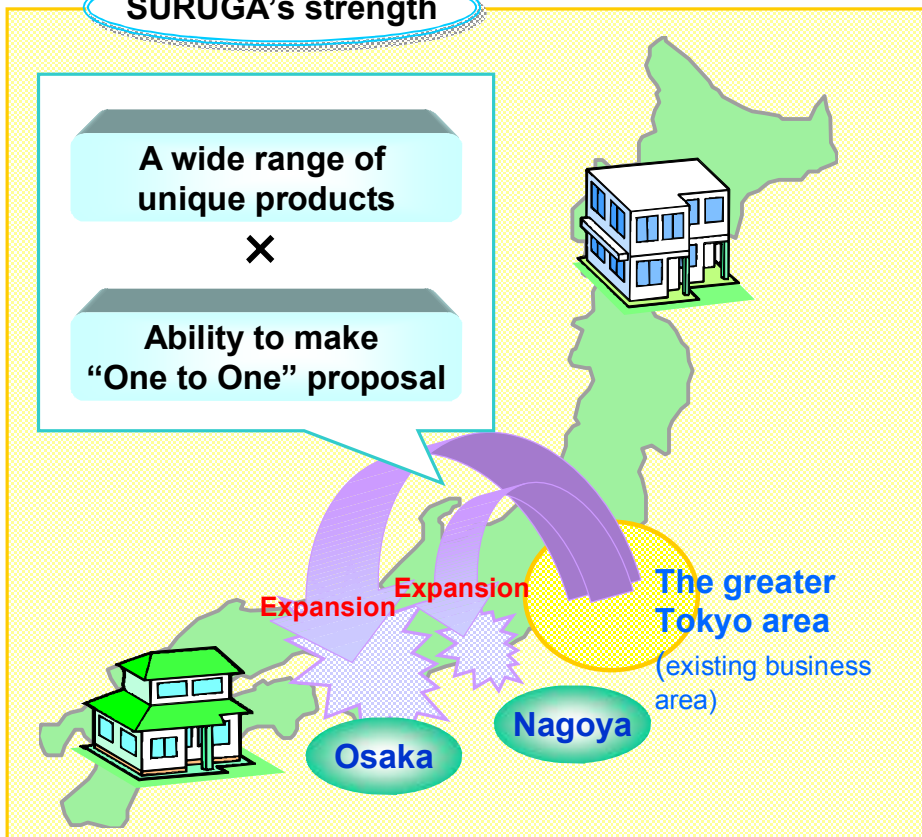 SURUGA's strength
A wide range of
unique products
×
Ability to make
“One to One” proposal
Expansion
Expansion
The greater
Tokyo area
(existing business
area)
Nagoya
Osaka